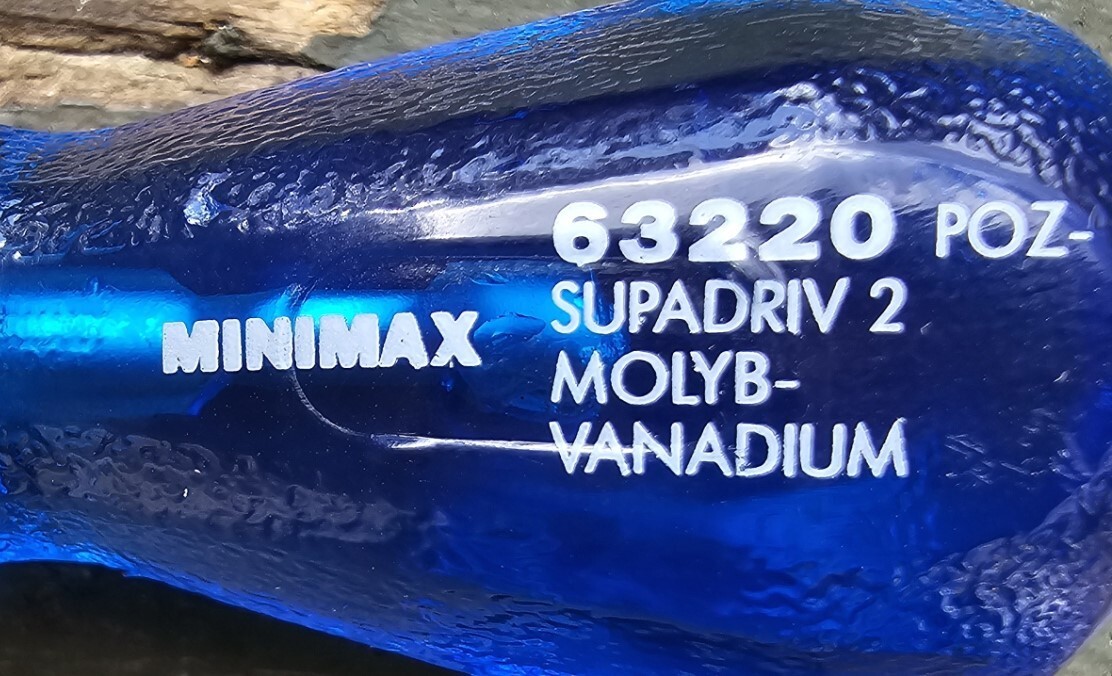 MINIMAX
63220 POZ-
SUPADRIV 2
MOLYB-
VANADIUM